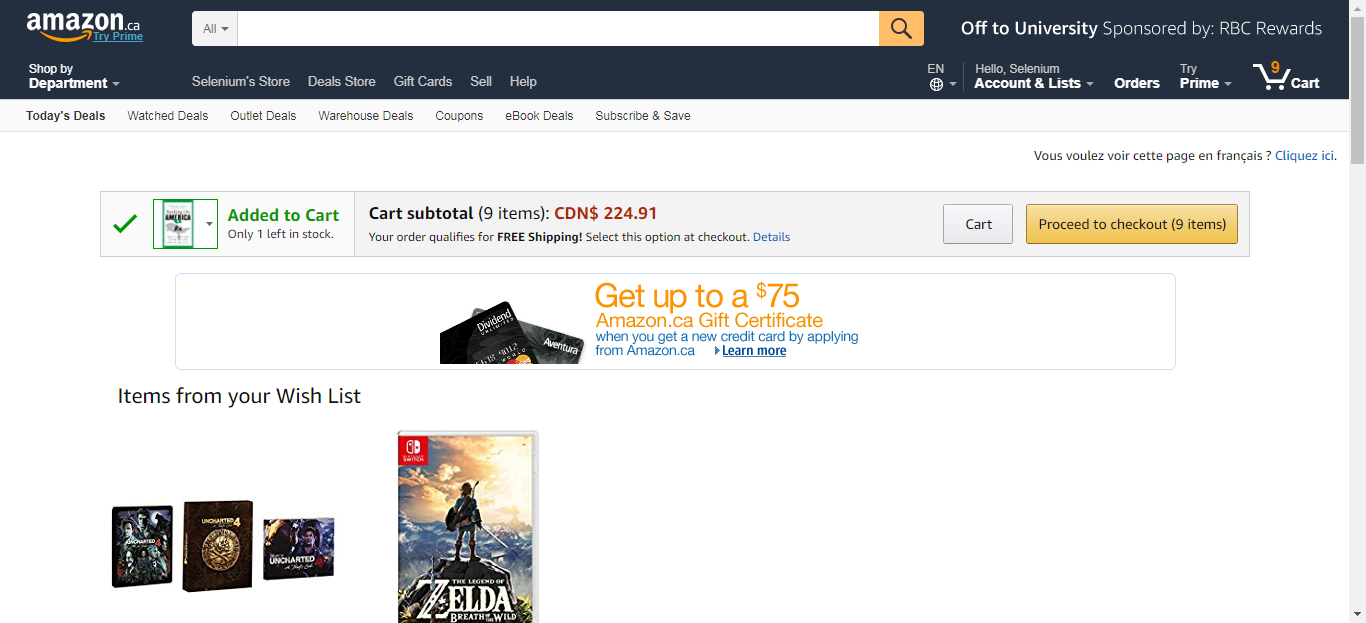 amazon.ca
Try Prime
All
Off to University Sponsored by: RBC Rewards
Shop by
Department
Selenium's Store
Deals Store
Gift Cards
Sell
Help
EN
Hello, Selenium
Account & Lists
Orders
Try
Prime
9
Cart
Today's Deals
Watched Deals
Outlet Deals
Warehouse Deals
Coupons
eBook Deals
Subscribe & Save
Vous voulez voir cette page en français ? Cliquez ici.
AMERICA
Added to Cart
Only 1 left in stock.
Cart subtotal (9 items): CDN$ 224.91
Your order qualifies for FREE Shipping! Select this option at checkout. Details
Cart
Proceed to checkout (9 items)
Dividend
UNLIMITED
Aventura
Get up to a $75
Amazon.ca Gift Certificate
when you get a new credit card by applying
from Amazon.ca
Learn more
Items from your Wish List
UNCHARTED 4
UNCHARTED 4
UNCHARTED 4
NINTENDO
SWITCH
THE LEGEND OF
ZELDA
BREATH OF THE WILD